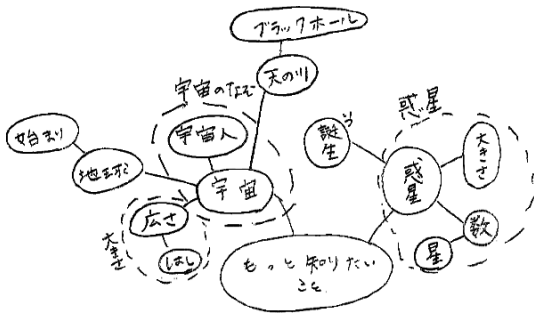 ブラックホール
天の川
宇宙のなぞ
宇宙人
始まり
地球
宇宙
広さ
はし
大きさ
惑星
誕生
惑星
大きさ
数
星
もっと知りたい
こと